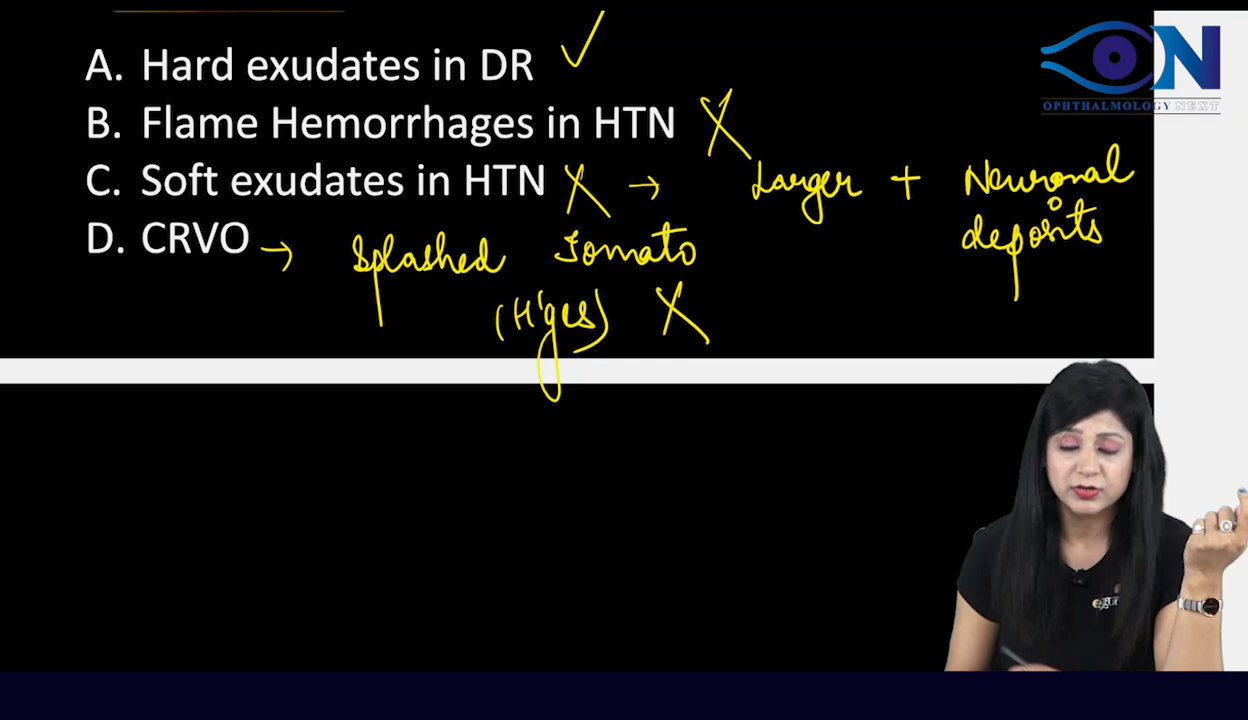 A. Hard exudates in DR ✓
B. Flame Hemorrhages in HTN X
C. Soft exudates in HTN X → Larger + Neuronal deposits
D. CRVO → Splashed Tomato
(H'ges) X
ON
OPHTHALMOLOGY NEXT